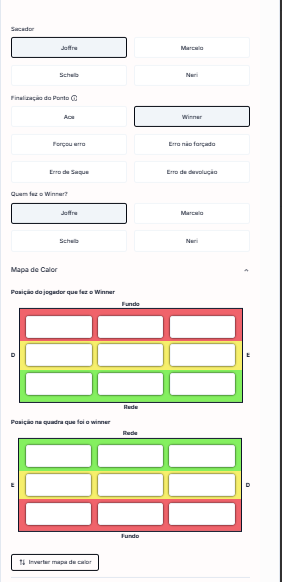 Sacador
Joffre Marcelo
Scheib Neri
Finalização do Ponto
Ace Winner
Forçou erro Erro não forçado
Erro de Saque Erro de devolução
Quem fez o Winner?
Joffre Marcelo
Scheib Neri
Mapa de Calor
Posição do jogador que fez o Winner
Fundo
D E
Rede
Posição na quadra que foi o winner
Rede
E D
Fundo
Inverter mapa de calor